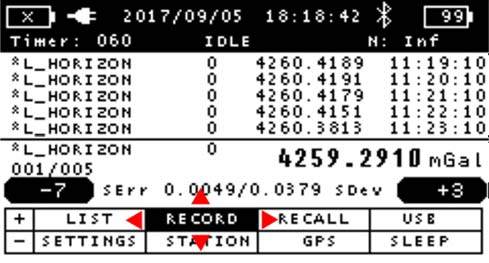 2017/09/05 18:18:42 99
Timer: 060 IDLE N: Inf
*L_HORIZON 0 4260.4189 11:19:10
*L_HORIZON 0 4260.4191 11:20:10
*L_HORIZON 0 4260.4179 11:21:10
*L_HORIZON 0 4260.4151 11:22:10
*L_HORIZON 0 4260.3813 11:23:10
*L_HORIZON 0 4259.2910 mGal
001/005
-7 SErr 0.0049/0.0379 SDev +3
+ LIST RECORD RECALL USB
- SETTINGS STATION GPS SLEEP